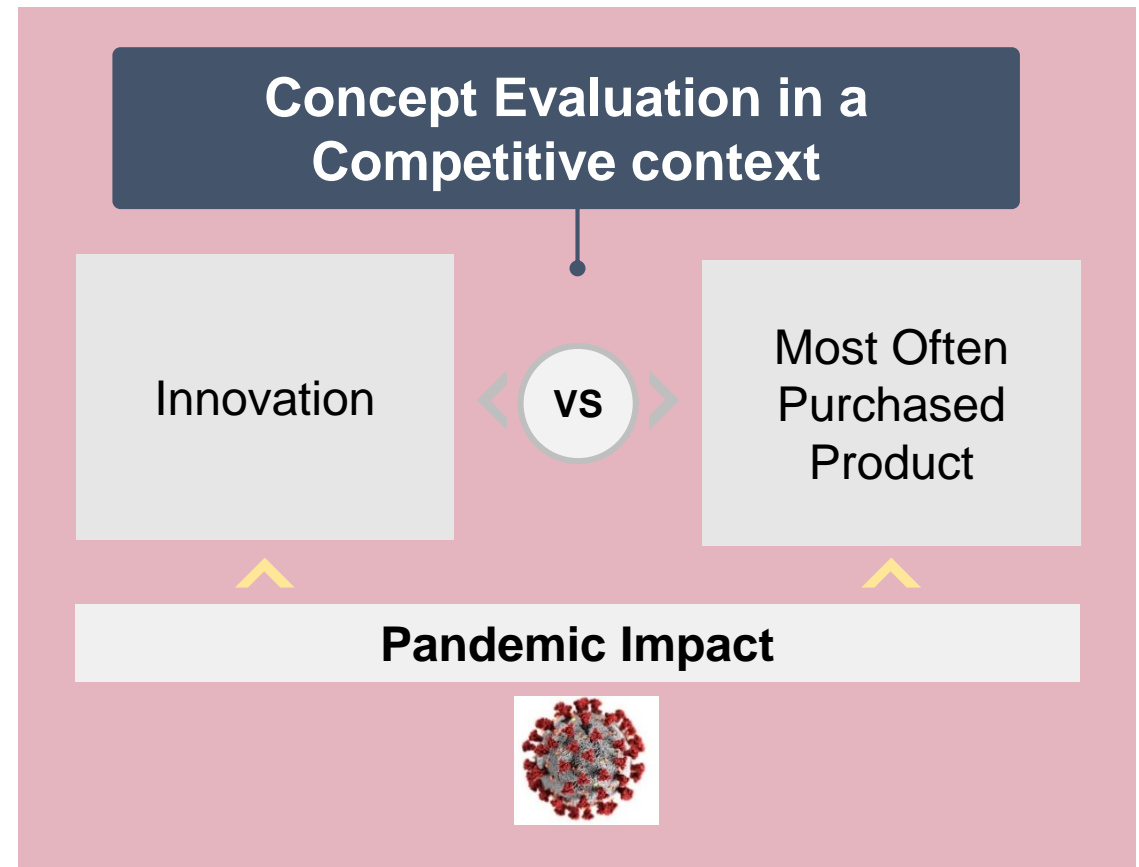 Concept Evaluation in a
Competitive context
Innovation
VS
Most Often
Purchased
Product
Pandemic Impact